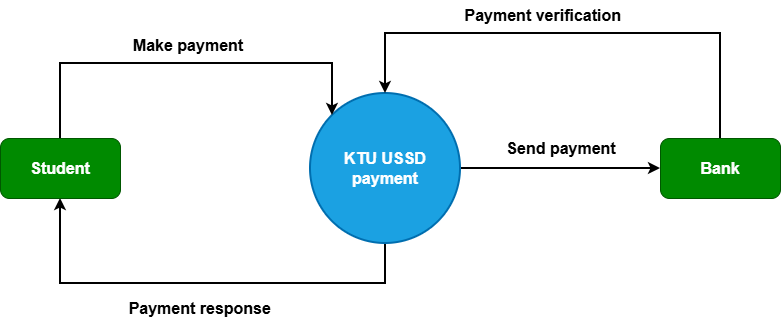 Payment verification
Make payment
Student
KTU USSD
payment
Send payment
Bank
Payment response